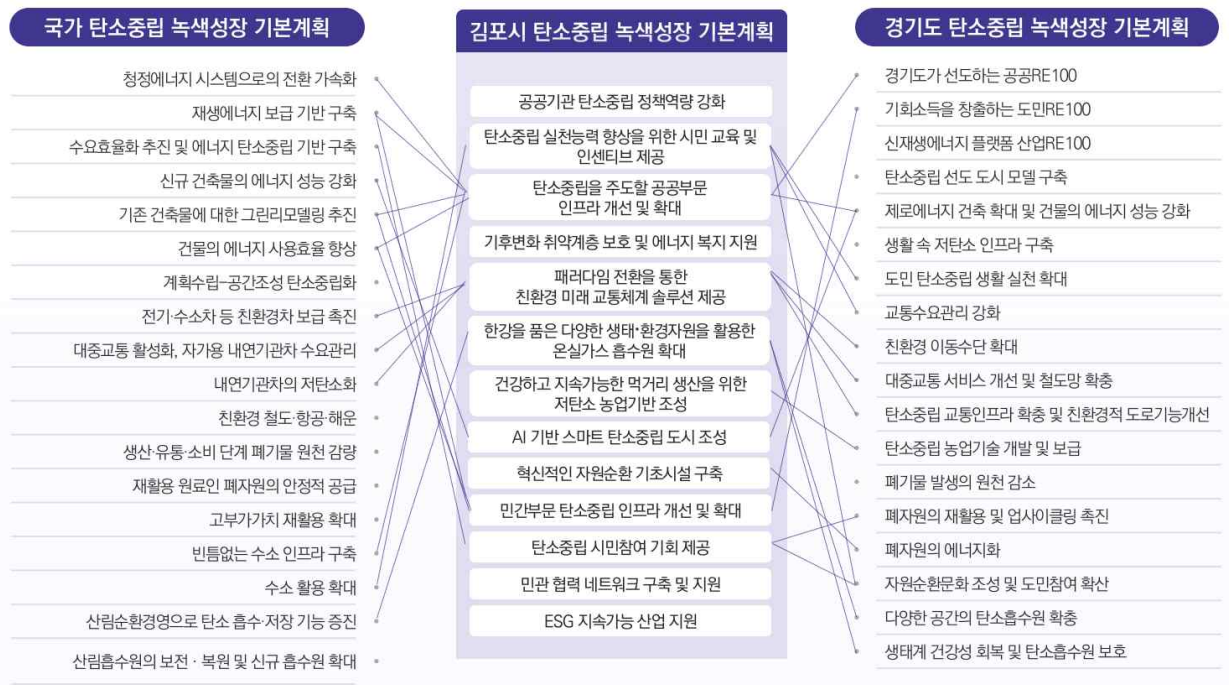 국가 탄소중립 녹색성장 기본계획
청정에너지 시스템으로의 전환 가속화
재생에너지 보급 기반 구축
수요효율화 추진 및 에너지 탄소중립 기반 구축
신규 건축물의 에너지 성능 강화
기존 건축물에 대한 그린리모델링 추진
건물의 에너지 사용효율 향상
계획수립-공간조성 탄소중립화
전기·수소차 등 친환경차 보급 촉진
대중교통 활성화, 자가용 내연기관차 수요관리
내연기관차의 저탄소화
친환경 철도·항공·해운
생산·유통·소비 단계 폐기물 원천 감량
재활용 원료인 폐자원의 안정적 공급
고부가가치 재활용 확대
빈틈없는 수소 인프라 구축
수소 활용 확대
산림순환경영으로 탄소 흡수·저장 기능 증진
산림흡수원의 보전 · 복원 및 신규 흡수원 확대
김포시 탄소중립 녹색성장 기본계획
공공기관 탄소중립 정책역량 강화
탄소중립 실천능력 향상을 위한 시민 교육 및
인센티브 제공
탄소중립을 주도할 공공부문
인프라 개선 및 확대
기후변화 취약계층 보호 및 에너지 복지 지원
패러다임 전환을 통한
친환경 미래 교통체계 솔루션 제공
한강을 품은 다양한 생태·환경자원을 활용한
온실가스 흡수원 확대
건강하고 지속가능한 먹거리 생산을 위한
저탄소 농업기반 조성
AI 기반 스마트 탄소중립 도시 조성
혁신적인 자원순환 기초시설 구축
민간부문 탄소중립 인프라 개선 및 확대
탄소중립 시민참여 기회 제공
민관 협력 네트워크 구축 및 지원
ESG 지속가능 산업 지원
경기도 탄소중립 녹색성장 기본계획
경기도가 선도하는 공공RE100
기회소득을 창출하는 도민RE100
신재생에너지 플랫폼 산업RE100
탄소중립 선도 도시 모델 구축
제로에너지 건축 확대 및 건물의 에너지 성능 강화
생활 속 저탄소 인프라 구축
도민 탄소중립 생활 실천 확대
교통수요관리 강화
친환경 이동수단 확대
대중교통 서비스 개선 및 철도망 확충
탄소중립 교통인프라 확충 및 친환경적 도로기능개선
탄소중립 농업기술 개발 및 보급
폐기물 발생의 원천 감소
폐자원의 재활용 및 업사이클링 촉진
폐자원의 에너지화
자원순환문화 조성 및 도민참여 확산
다양한 공간의 탄소흡수원 확충
생태계 건강성 회복 및 탄소흡수원 보호